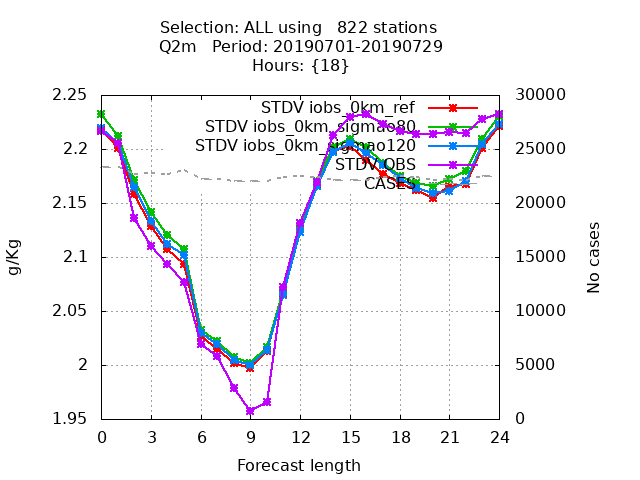 Selection: ALL using 822 stations
Q2m Period: 20190701-20190729
Hours: {18}
STDV iobs_0km_ref
STDV iobs_0km_sigmao80
STDV iobs_0km_sigmao120
STDV OBS
CASES
2.25
2.2
2.15
2.1
2.05
2
1.95
g/Kg
30000
25000
20000
15000
10000
5000
0
No cases
0 3 6 9 12 15 18 21 24
Forecast length